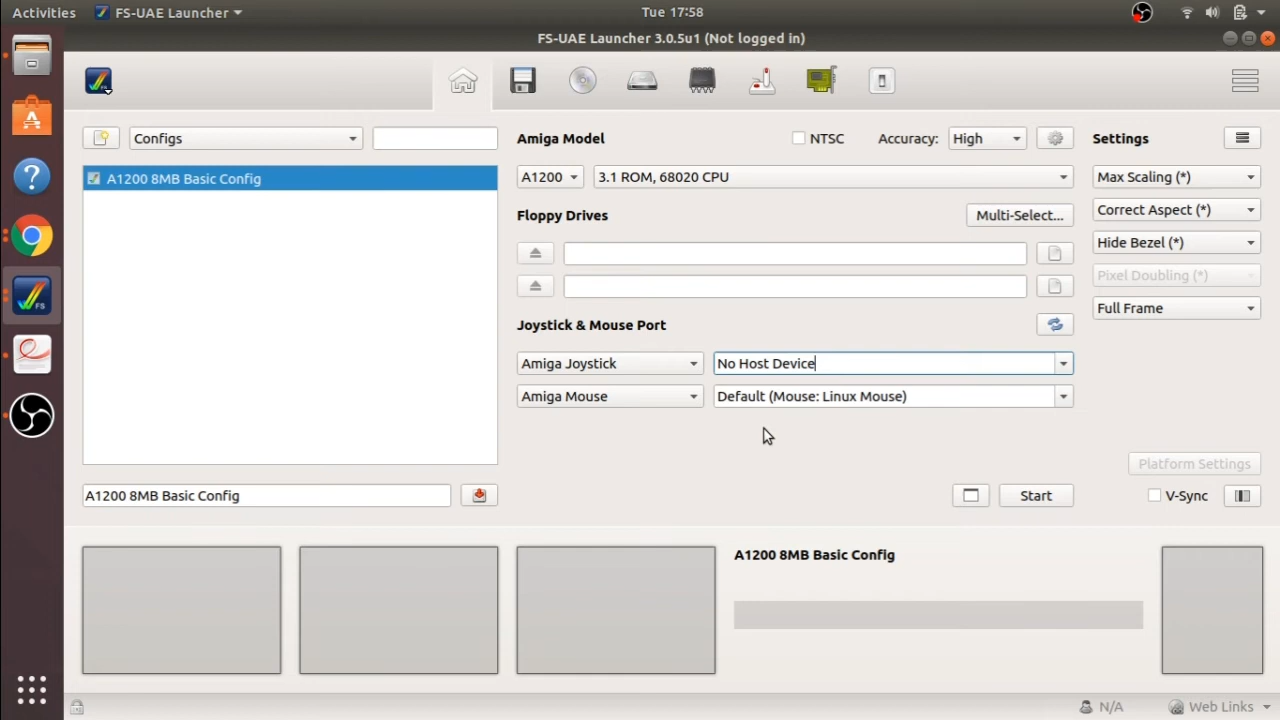 Activities FS-UAE Launcher Tue 17:58
FS-UAE Launcher 3.0.5u1 (Not logged in)
Configs
A1200 8MB Basic Config
A1200 8MB Basic Config
Amiga Model NTSC Accuracy: High
A1200 3.1 ROM, 68020 CPU
Floppy Drives Multi-Select...
Joystick & Mouse Port
Amiga Joystick No Host Device
Amiga Mouse Default (Mouse: Linux Mouse)
Start
Settings
Max Scaling (*)
Correct Aspect (*)
Hide Bezel (*)
Pixel Doubling (*)
Full Frame
Platform Settings
V-Sync
A1200 8MB Basic Config
N/A Web Links
FS